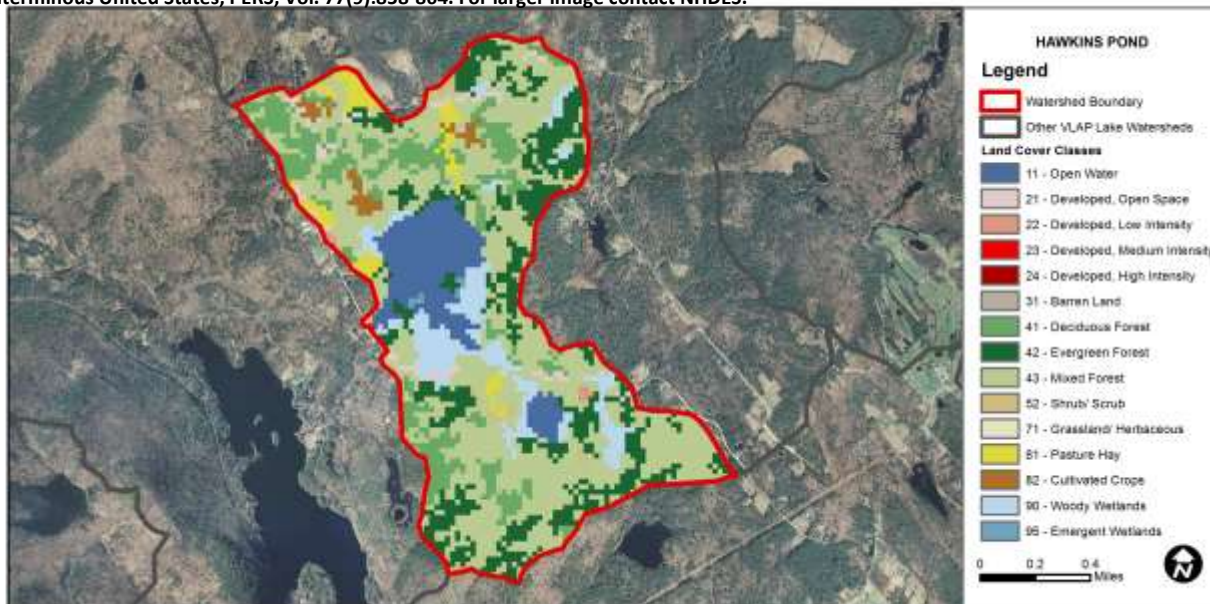 terminous United States, PERS, Vol. 77(9):858-864. For larger image contact NHDES.
HAWKINS POND
Legend
Watershed Boundary
Other VLAP Lake Watersheds
Land Cover Classes
11 - Open Water
21 - Developed, Open Space
22 - Developed, Low Intensity
23 - Developed, Medium Intensity
24 - Developed, High Intensity
31 - Barren Land
41 - Deciduous Forest
42 - Evergreen Forest
43 - Mixed Forest
52 - Shrub/ Scrub
71 - Grassland/ Herbaceous
81 - Pasture Hay
82 - Cultivated Crops
90 - Woody Wetlands
95 - Emergent Wetlands
0 0.2 0.4
Miles
N